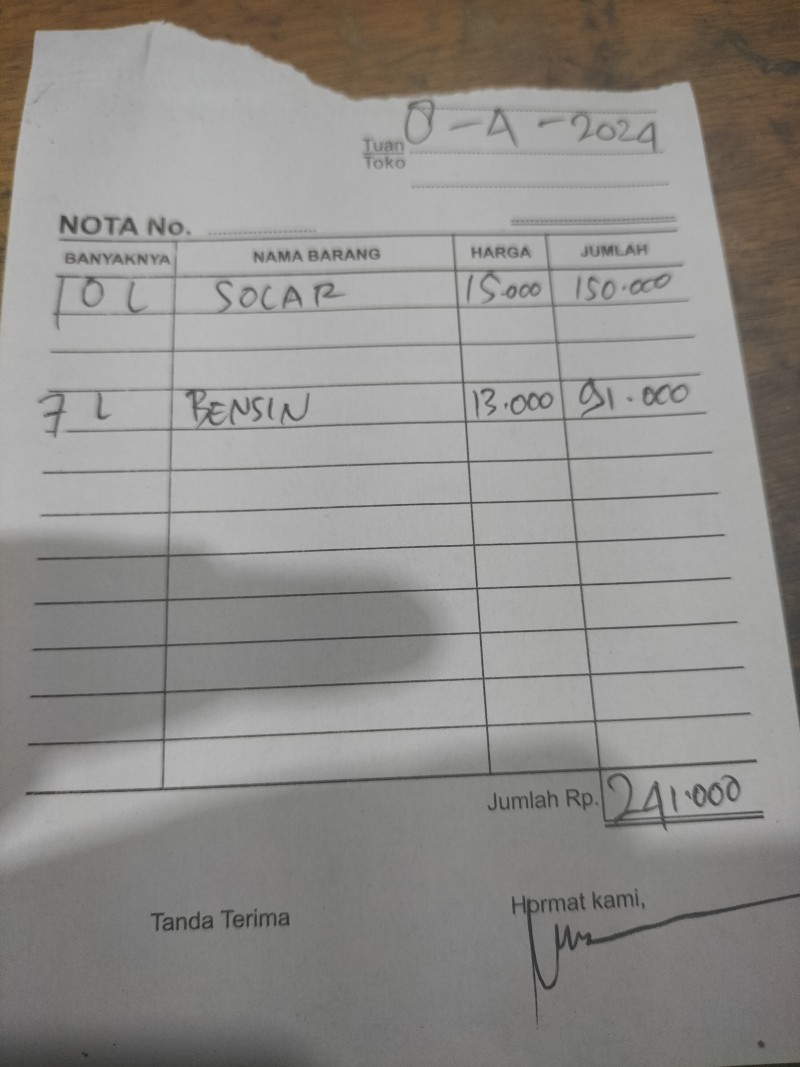 8-4-2024
Tuan
Toko
NOTA No.
BANYAKNYA NAMA BARANG HARGA JUMLAH
10 L SOLAR 15.000 150.000
7 L BENSIN 13.000 91.000
Jumlah Rp. 241.000
Tanda Terima Hormat kami,